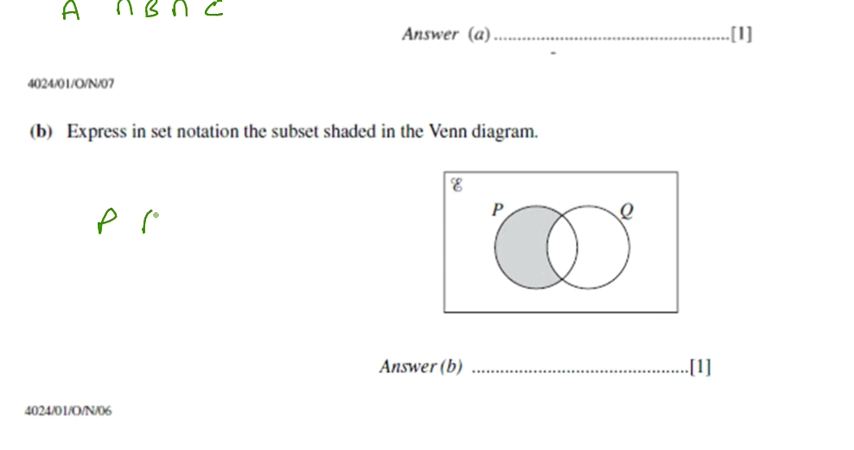 A ∩ B ∩ C
Answer (a) ..................................................[1]
4024/01/O/N/07
(b) Express in set notation the subset shaded in the Venn diagram.
ℰ
P Q
P ∩
Answer (b) ..............................................[1]
4024/01/O/N/06